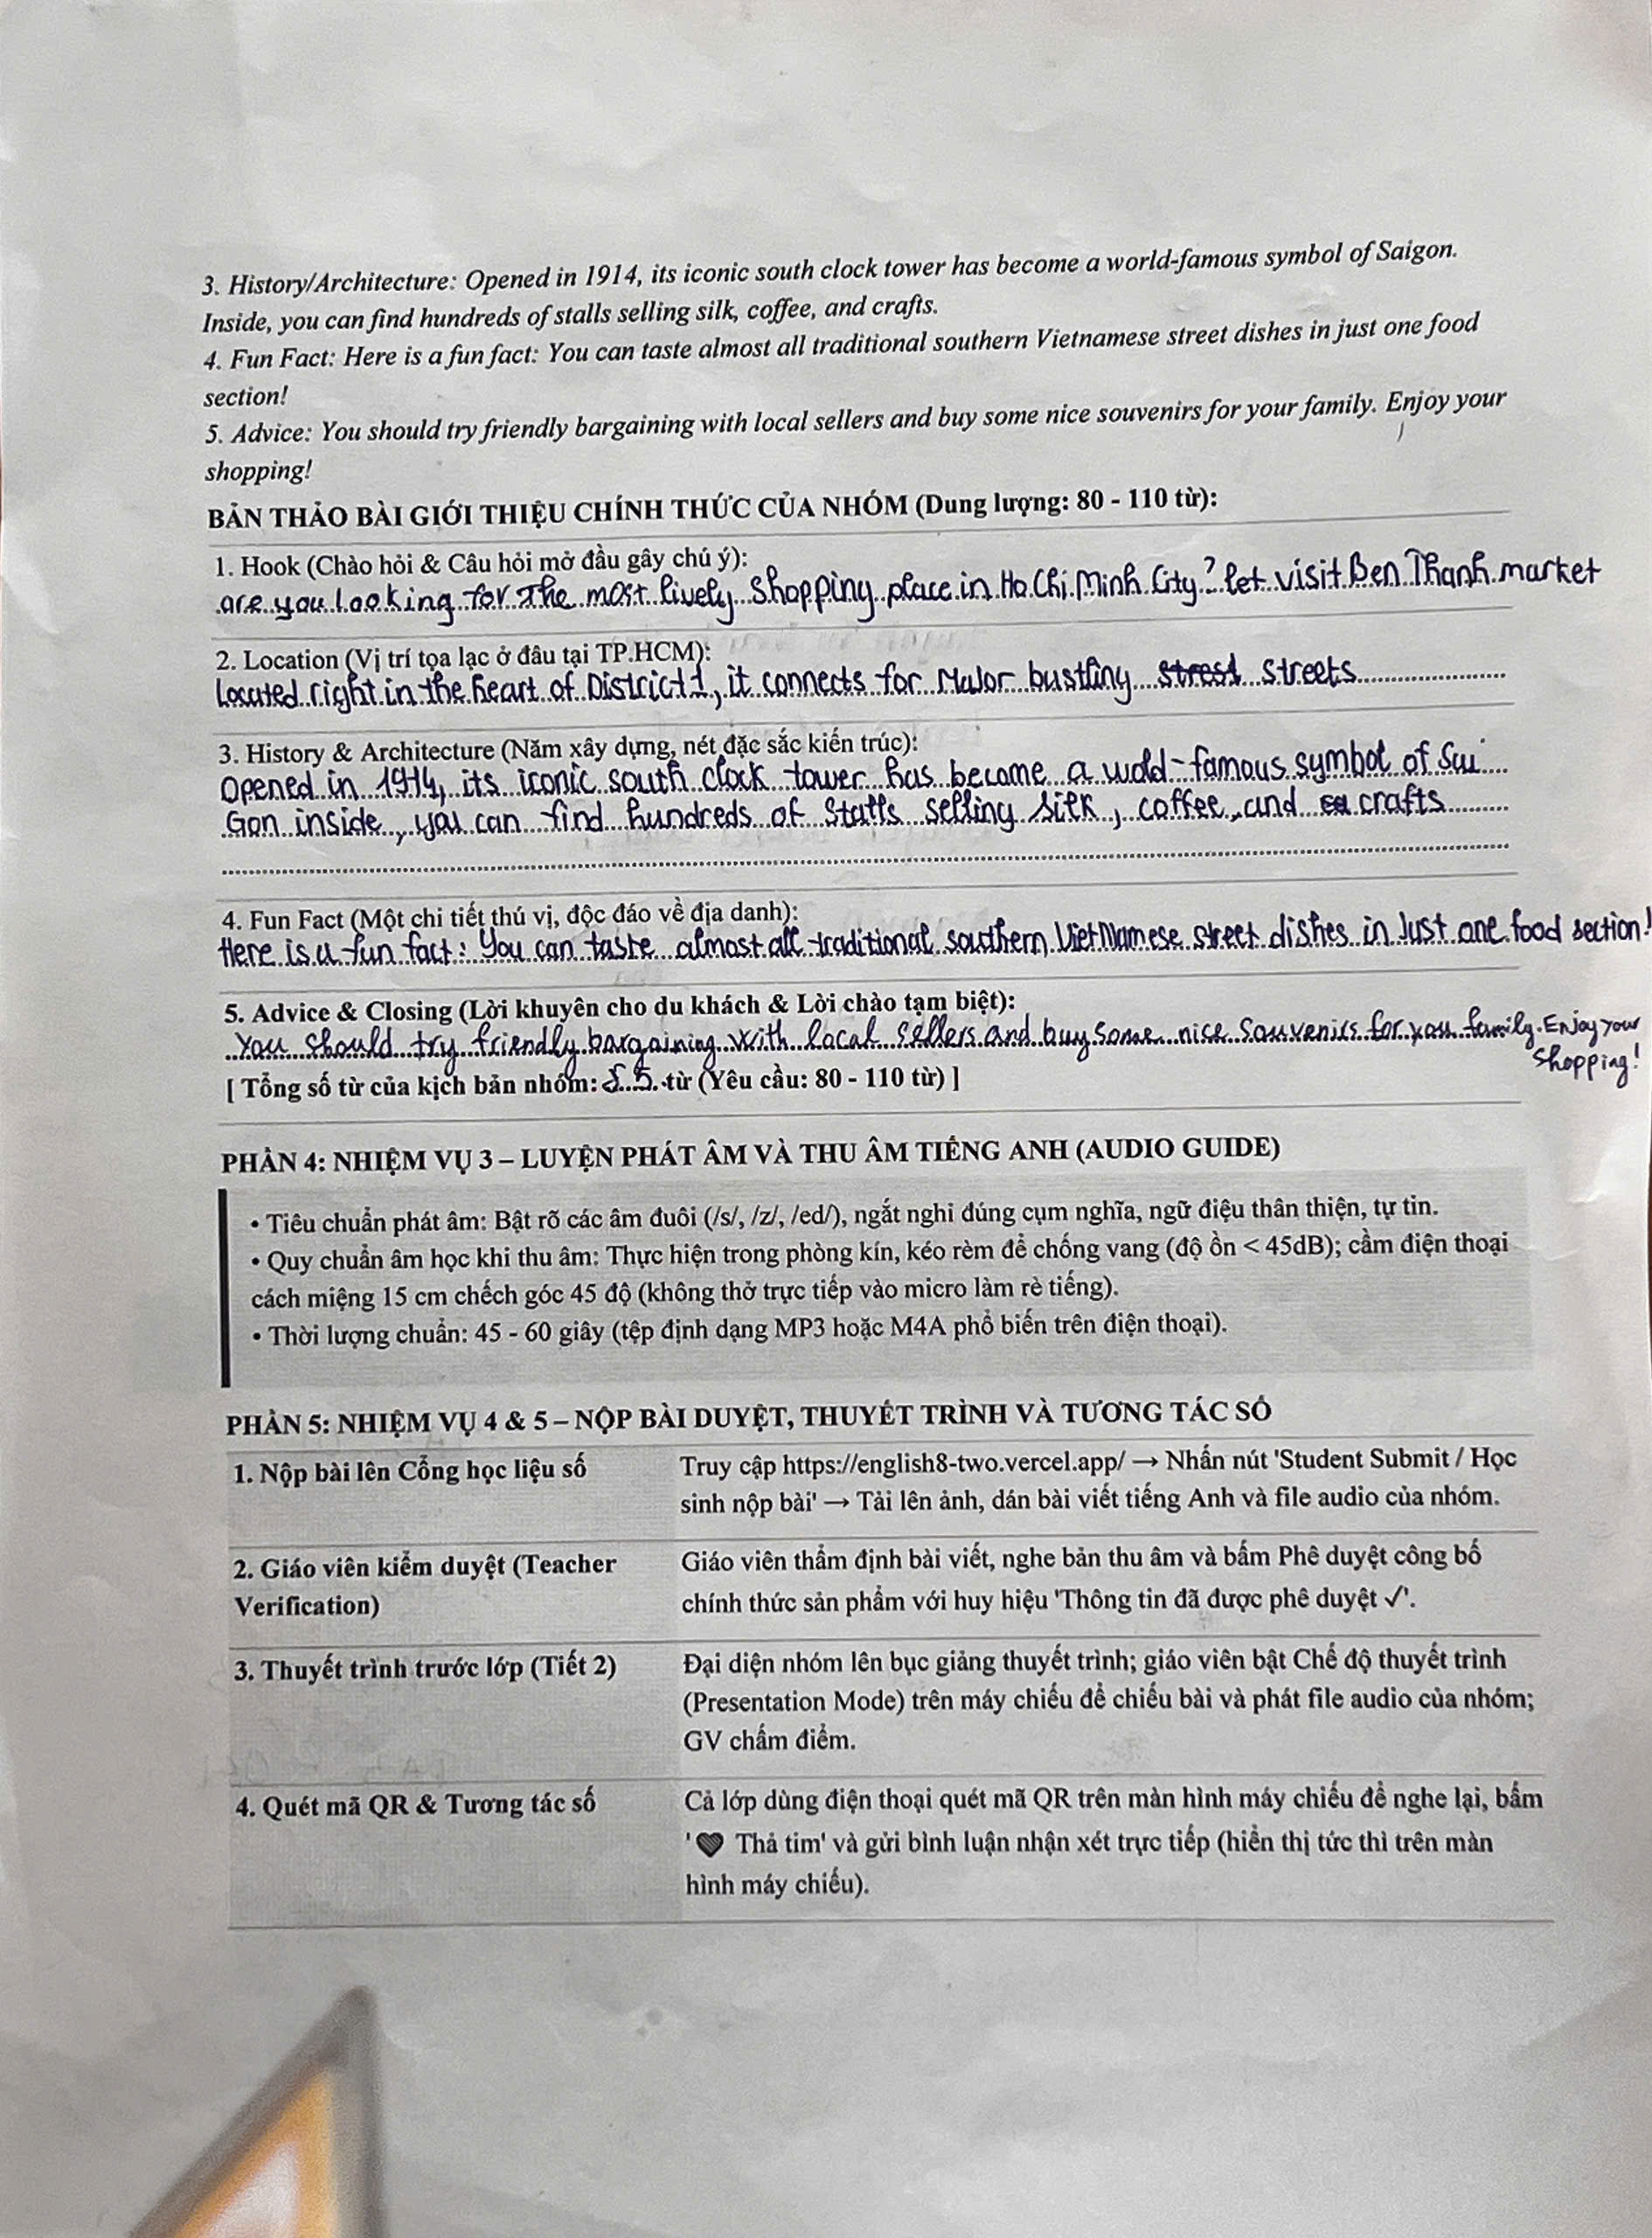 3. History/Architecture: Opened in 1914, its iconic south clock tower has become a world-famous symbol of Saigon.
Inside, you can find hundreds of stalls selling silk, coffee, and crafts.
4. Fun Fact: Here is a fun fact: You can taste almost all traditional southern Vietnamese street dishes in just one food
section!
5. Advice: You should try friendly bargaining with local sellers and buy some nice souvenirs for your family. Enjoy your
shopping!
BẢN THẢO BÀI GIỚI THIỆU CHÍNH THỨC CỦA NHÓM (Dung lượng: 80 - 110 từ):
1. Hook (Chào hỏi & Câu hỏi mở đầu gây chú ý):
are you looking for the most lively shopping place in Ho Chi Minh City? let visit Ben Thanh market
2. Location (Vị trí tọa lạc ở đâu tại TP.HCM):
Located right in the heart of District 1, it connects for Malor bustliny streets
3. History & Architecture (Năm xây dựng, nét đặc sắc kiến trúc):
Opened in 1914, its iconic south clock tower has become a wold-famous symbol of Sai
Gon inside, you can find hundreds of stalls selling silk, coffee, and crafts
4. Fun Fact (Một chi tiết thú vị, độc đáo về địa danh):
Here is a fun fact: You can taste almost all traditional southern VietNamese street dishes in Just one food section!
5. Advice & Closing (Lời khuyên cho du khách & Lời chào tạm biệt):
You should try friendly bargaining with local sellers and buy some nice souvenirs for you family. Enjoy your
shopping!
[ Tổng số từ của kịch bản nhóm: 85 từ (Yêu cầu: 80 - 110 từ) ]
PHẦN 4: NHIỆM VỤ 3 – LUYỆN PHÁT ÂM VÀ THU ÂM TIẾNG ANH (AUDIO GUIDE)
• Tiêu chuẩn phát âm: Bật rõ các âm đuôi (/s/, /z/, /ed/), ngắt nghỉ đúng cụm nghĩa, ngữ điệu thân thiện, tự tin.
• Quy chuẩn âm học khi thu âm: Thực hiện trong phòng kín, kéo rèm để chống vang (độ ồn < 45dB); cầm điện thoại
cách miệng 15 cm chếch góc 45 độ (không thở trực tiếp vào micro làm rè tiếng).
• Thời lượng chuẩn: 45 - 60 giây (tệp định dạng MP3 hoặc M4A phổ biến trên điện thoại).
PHẦN 5: NHIỆM VỤ 4 & 5 – NỘP BÀI DUYỆT, THUYẾT TRÌNH VÀ TƯƠNG TÁC SỐ
1. Nộp bài lên Cổng học liệu số
Truy cập https://english8-two.vercel.app/ → Nhấn nút 'Student Submit / Học
sinh nộp bài' → Tải lên ảnh, dán bài viết tiếng Anh và file audio của nhóm.
2. Giáo viên kiểm duyệt (Teacher
Verification)
Giáo viên thẩm định bài viết, nghe bản thu âm và bấm Phê duyệt công bố
chính thức sản phẩm với huy hiệu 'Thông tin đã được phê duyệt ✓'.
3. Thuyết trình trước lớp (Tiết 2)
Đại diện nhóm lên bục giảng thuyết trình; giáo viên bật Chế độ thuyết trình
(Presentation Mode) trên máy chiếu để chiếu bài và phát file audio của nhóm;
GV chấm điểm.
4. Quét mã QR & Tương tác số
Cả lớp dùng điện thoại quét mã QR trên màn hình máy chiếu để nghe lại, bấm
'♥ Thả tim' và gửi bình luận nhận xét trực tiếp (hiển thị tức thì trên màn
hình máy chiếu).